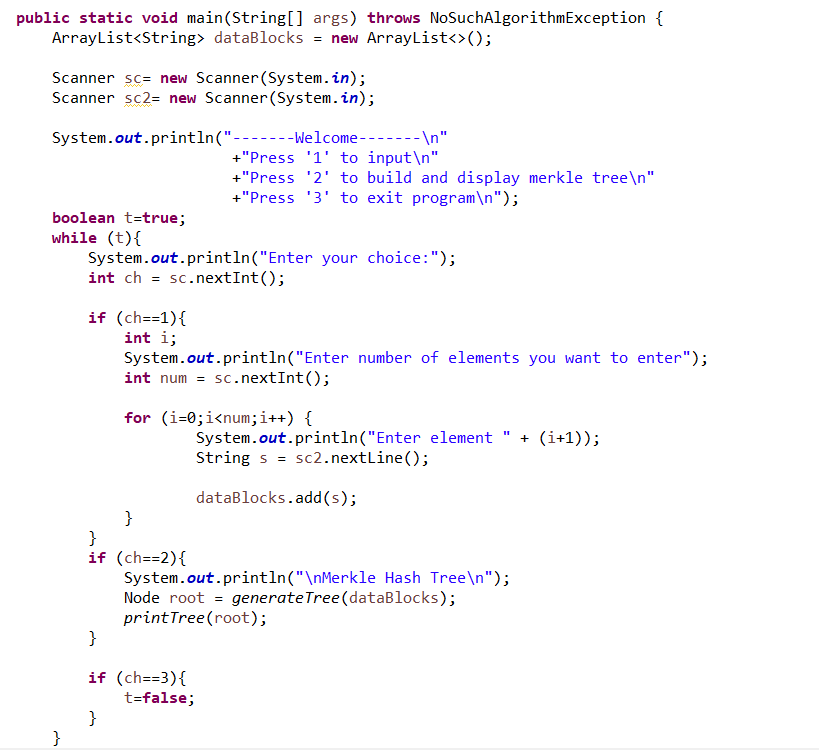 public static void main(String[] args) throws NoSuchAlgorithmException {
    ArrayList<String> dataBlocks = new ArrayList<>();

    Scanner sc= new Scanner(System.in);
    Scanner sc2= new Scanner(System.in);

    System.out.println("-------Welcome-------\n"
                        +"Press '1' to input\n"
                        +"Press '2' to build and display merkle tree\n"
                        +"Press '3' to exit program\n");
    boolean t=true;
    while (t){
        System.out.println("Enter your choice:");
        int ch = sc.nextInt();

        if (ch==1){
            int i;
            System.out.println("Enter number of elements you want to enter");
            int num = sc.nextInt();

            for (i=0;i<num;i++) {
                    System.out.println("Enter element " + (i+1));
                    String s = sc2.nextLine();

                    dataBlocks.add(s);
            }
        }
        if (ch==2){
            System.out.println("\nMerkle Hash Tree\n");
            Node root = generateTree(dataBlocks);
            printTree(root);
        }

        if (ch==3){
            t=false;
        }
    }